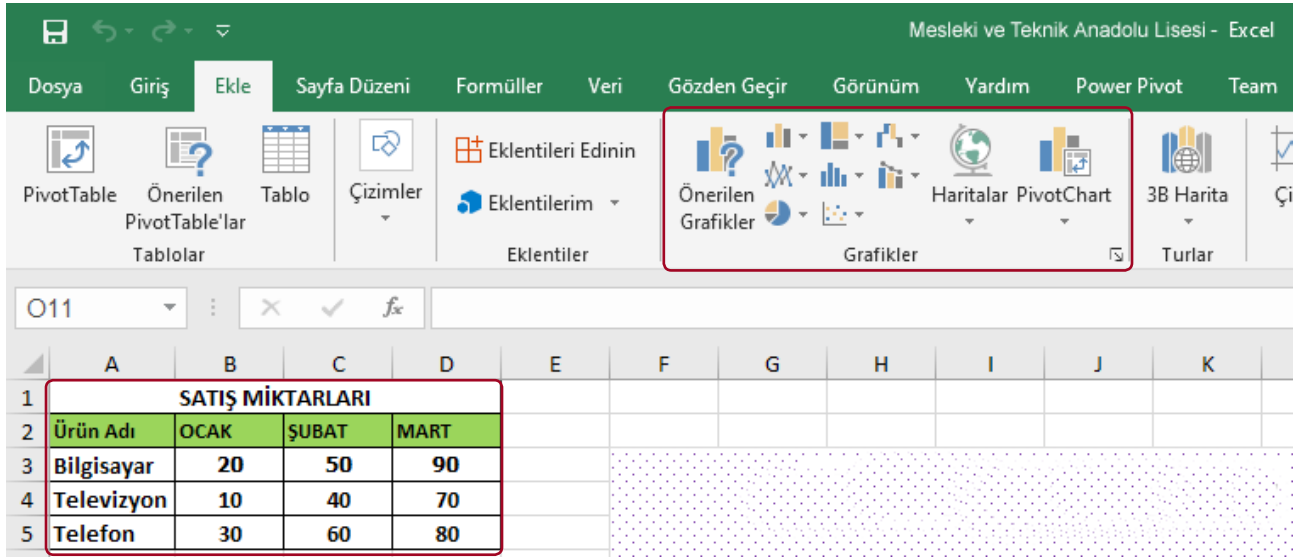 Mesleki ve Teknik Anadolu Lisesi - Excel
Dosya Giriş Ekle Sayfa Düzeni Formüller Veri Gözden Geçir Görünüm Yardım Power Pivot Team
PivotTable
Önerilen
PivotTable'lar
Tablo
Tablolar
Çizimler
Eklentileri Edinin
Eklentilerim
Eklentiler
Önerilen
Grafikler
Haritalar
PivotChart
Grafikler
3B Harita
Turlar
Çi
O11
fx
A B C D E F G H I J K
1 SATIŞ MİKTARLARI
2 Ürün Adı OCAK ŞUBAT MART
3 Bilgisayar 20 50 90
4 Televizyon 10 40 70
5 Telefon 30 60 80